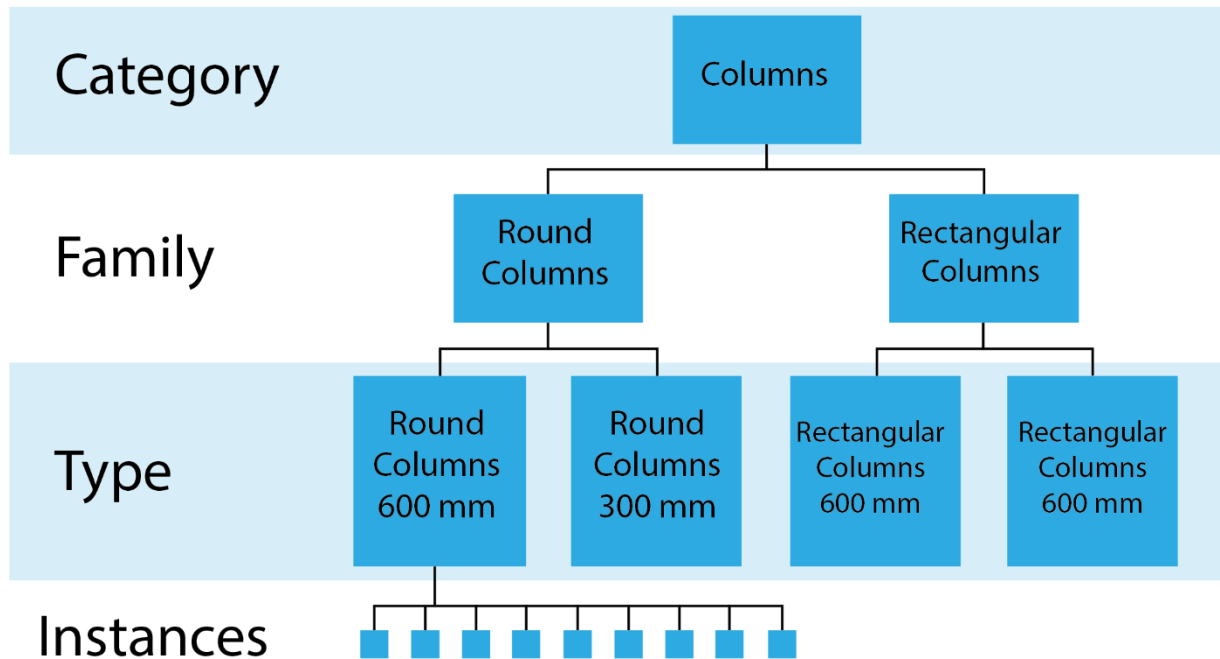 Category
Columns
Family
Round
Columns
Rectangular
Columns
Type
Round
Columns
600 mm
Round
Columns
300 mm
Rectangular
Columns
600 mm
Rectangular
Columns
600 mm
Instances